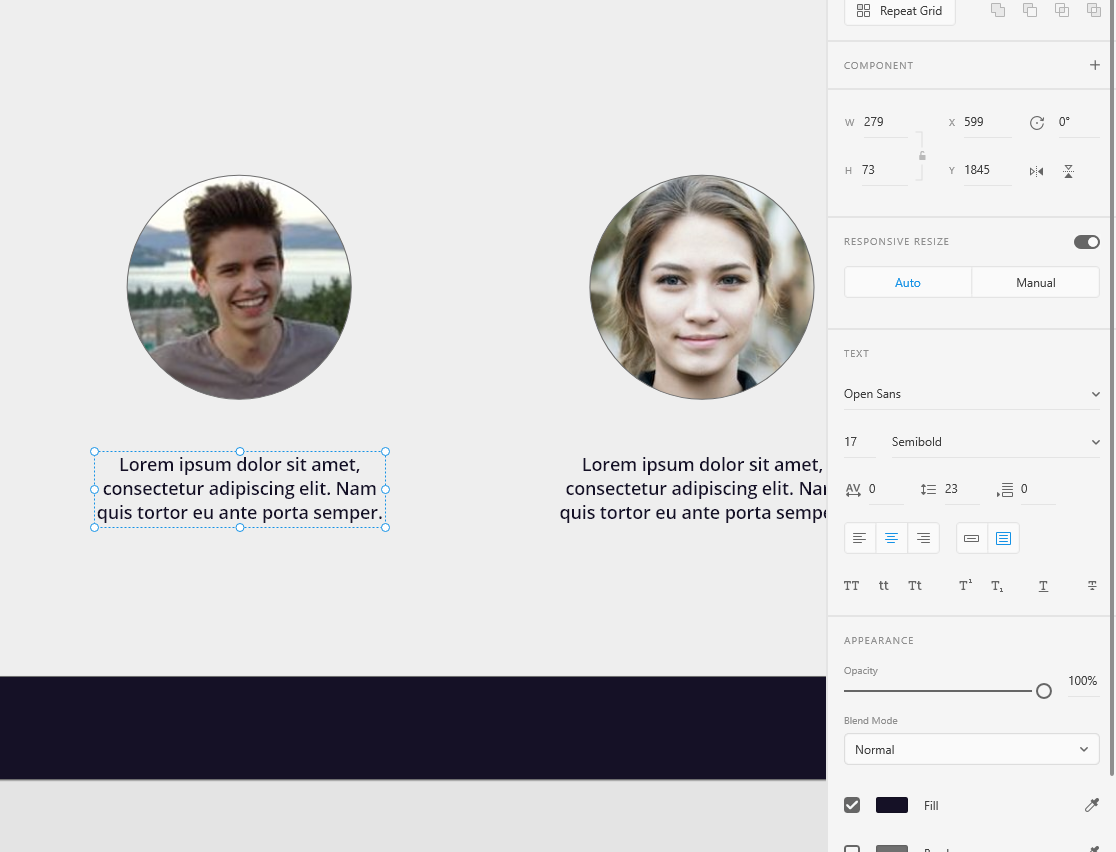 Repeat Grid
COMPONENT
W 279 X 599 0°
H 73 Y 1845
RESPONSIVE RESIZE
Auto Manual
TEXT
Open Sans
17 Semibold
AV 0 23 0
TT tt Tt T¹ T₁ T T
APPEARANCE
Opacity
100%
Blend Mode
Normal
Fill
Lorem ipsum dolor sit amet,
consectetur adipiscing elit. Nam
quis tortor eu ante porta semper.
Lorem ipsum dolor sit amet,
consectetur adipiscing elit.
quis tortor eu ante porta